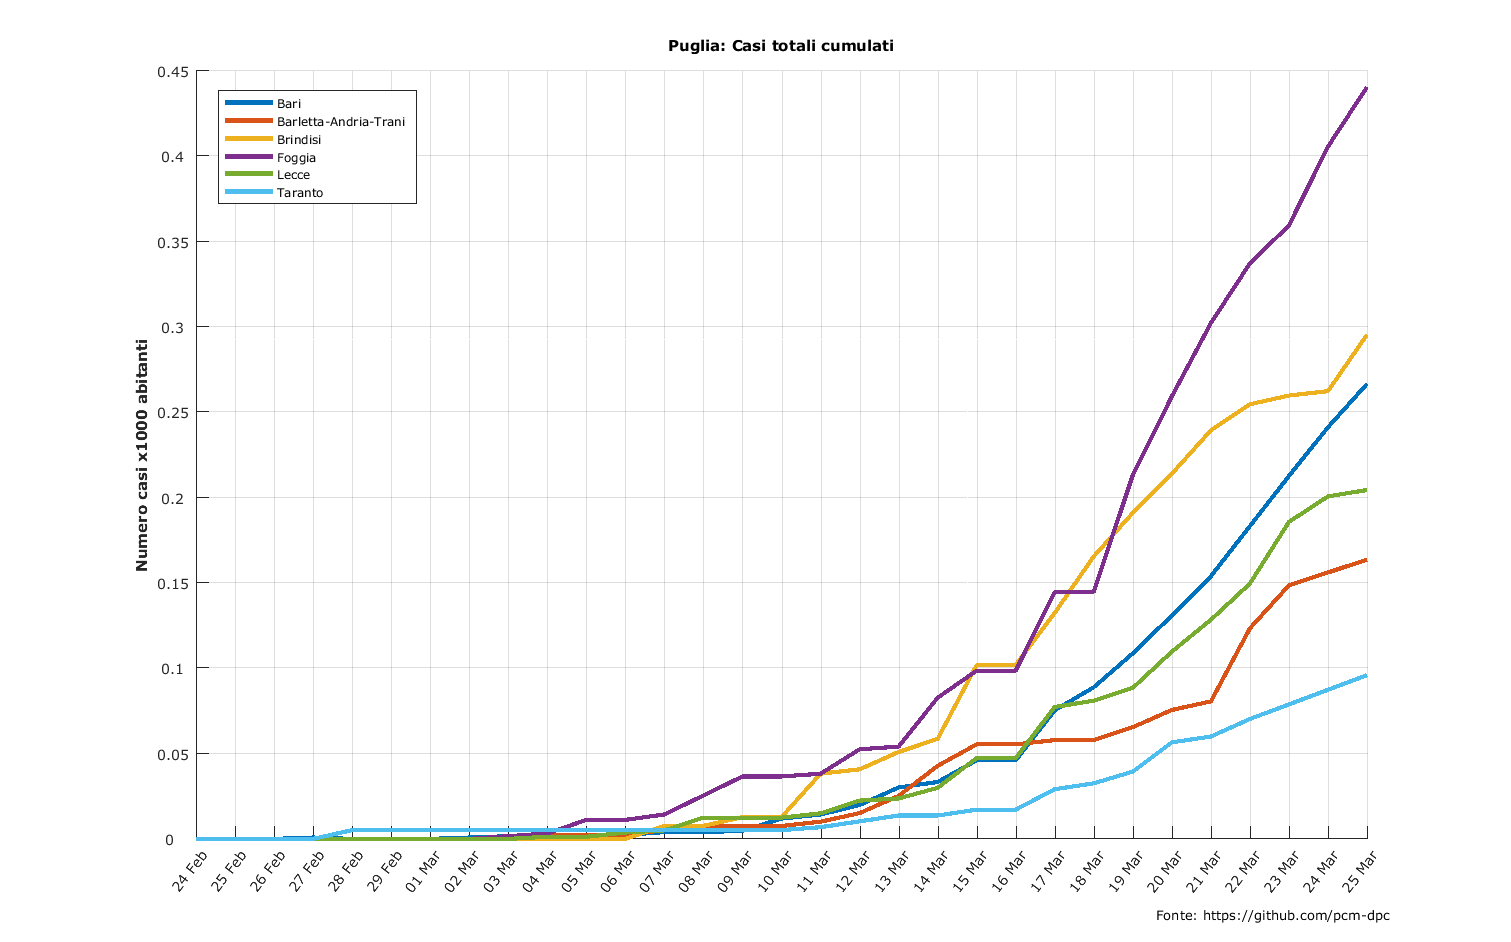 Puglia: Casi totali cumulati
0.45
0.4
0.35
0.3
0.25
0.2
0.15
0.1
0.05
0
Numero casi x1000 abitanti
Bari
Barletta-Andria-Trani
Brindisi
Foggia
Lecce
Taranto
24 Feb
25 Feb
26 Feb
27 Feb
28 Feb
29 Feb
01 Mar
02 Mar
03 Mar
04 Mar
05 Mar
06 Mar
07 Mar
08 Mar
09 Mar
10 Mar
11 Mar
12 Mar
13 Mar
14 Mar
15 Mar
16 Mar
17 Mar
18 Mar
19 Mar
20 Mar
21 Mar
22 Mar
23 Mar
24 Mar
25 Mar
Fonte: https://github.com/pcm-dpc